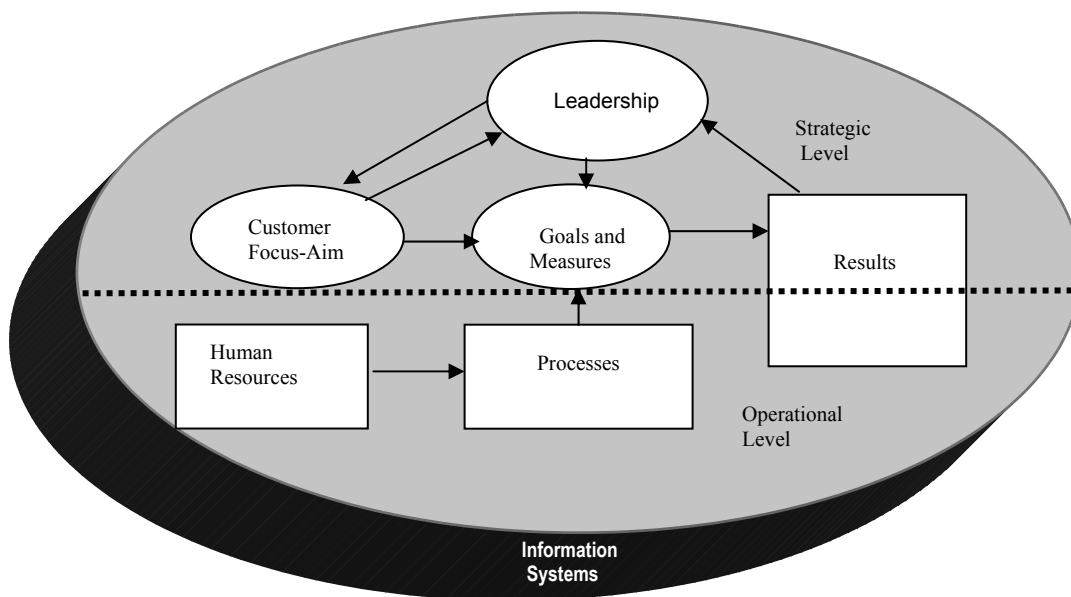 Leadership
Strategic
Level
Customer
Focus-Aim
Goals and
Measures
Results
Human
Resources
Processes
Operational
Level
Information
Systems